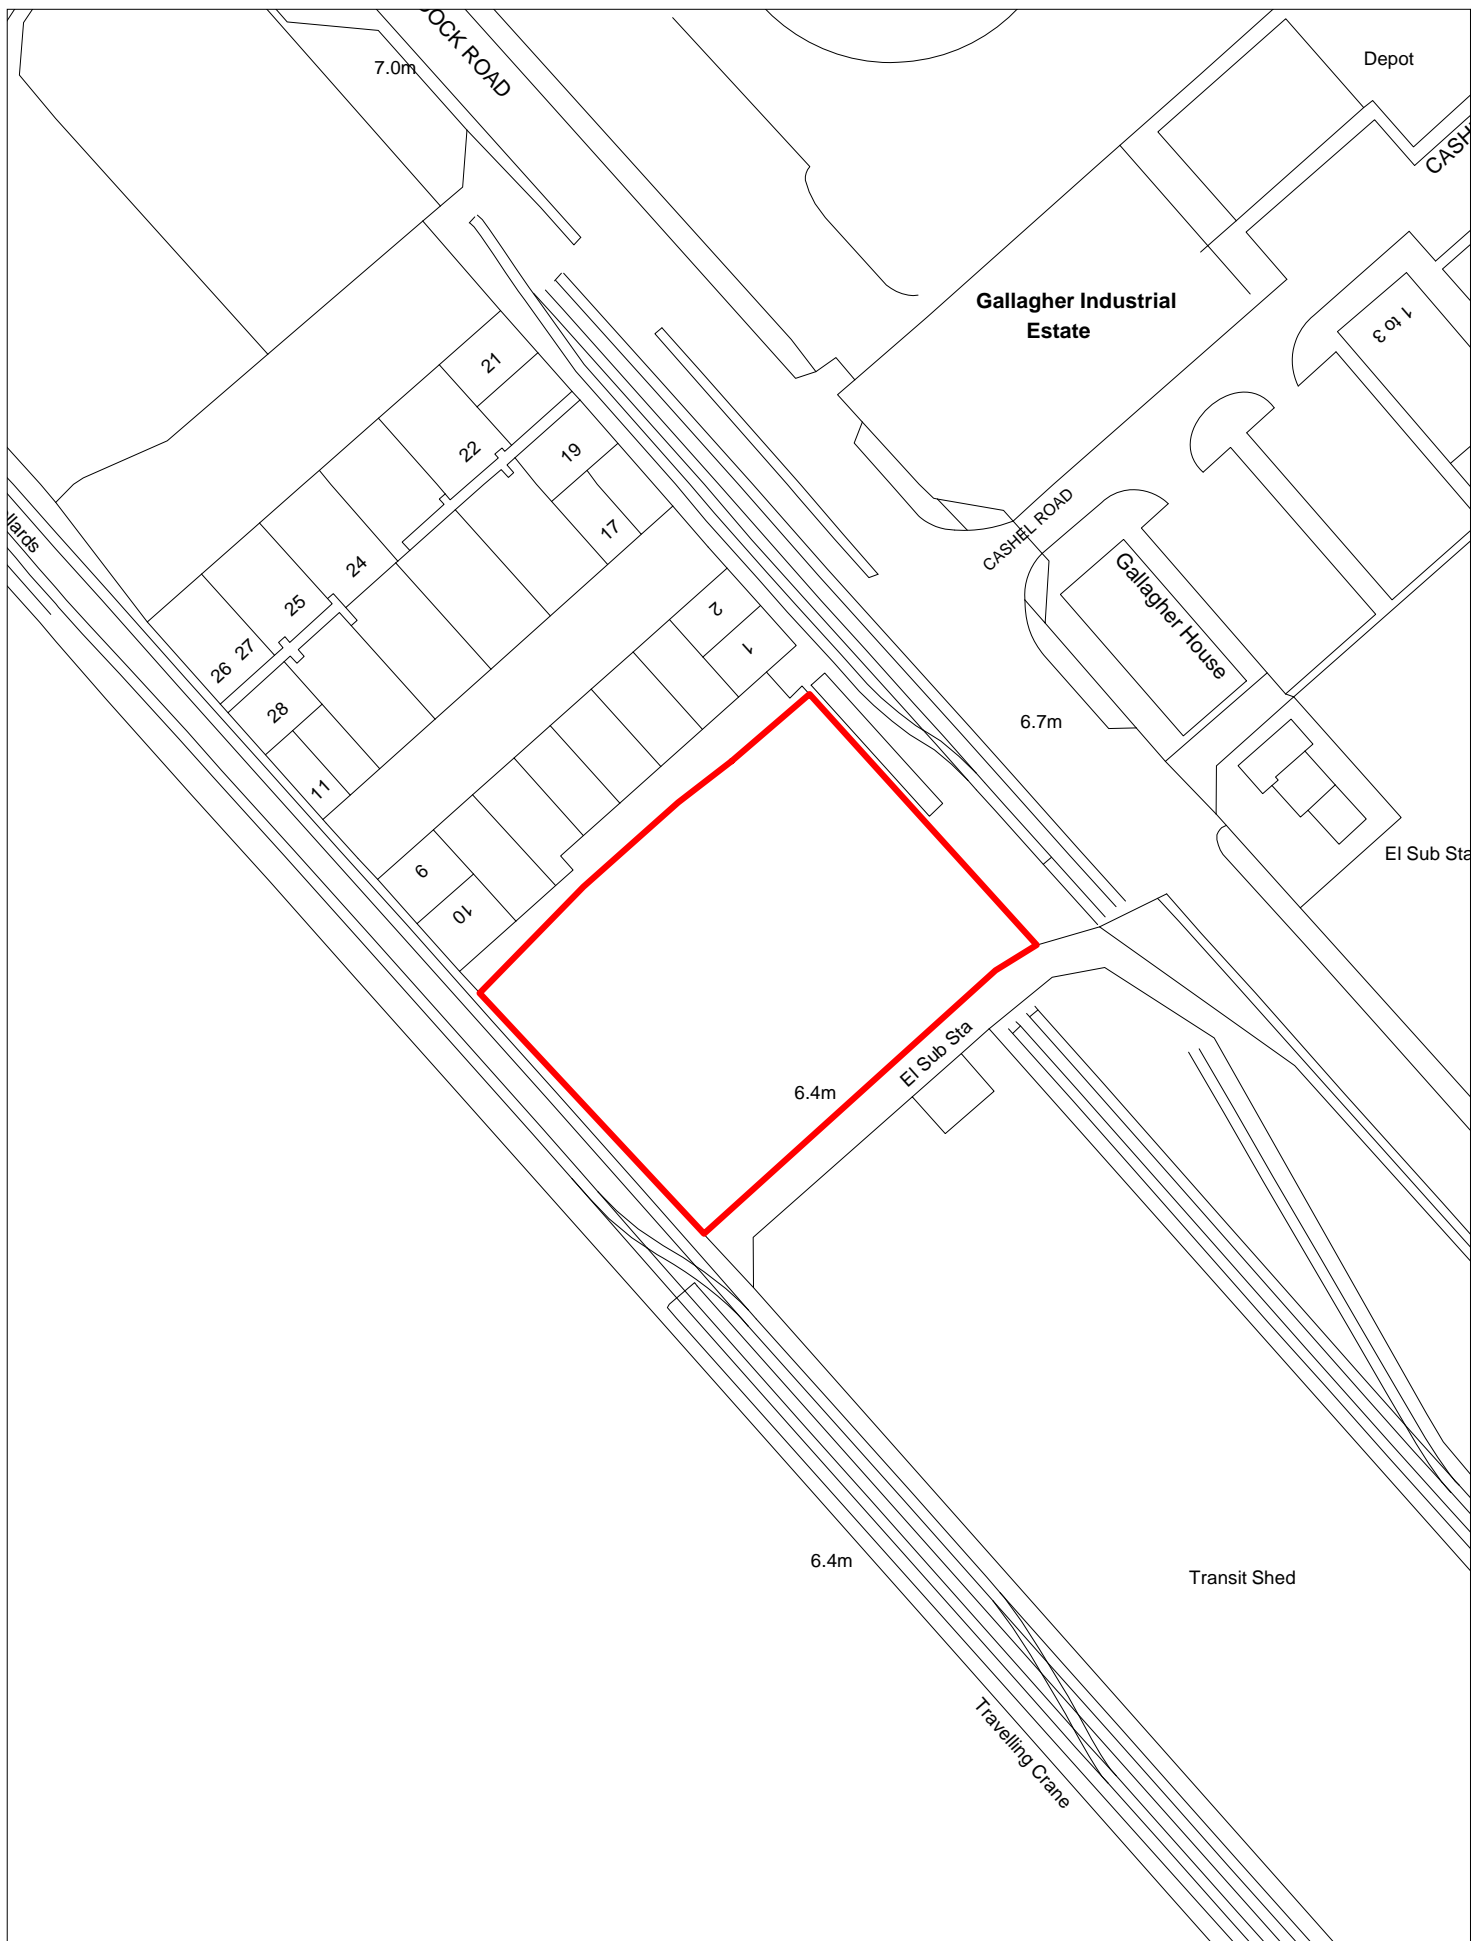 OCK ROAD
7.0m
Depot
CASH
Gallagher Industrial
Estate
1 to 3
21
22
19
17
24
25
27
26
28
11
llards
CASHEL ROAD
Gallagher House
2
1
6.7m
9
10
El Sub Sta
El Sub Sta
6.4m
6.4m
Transit Shed
Travelling Crane